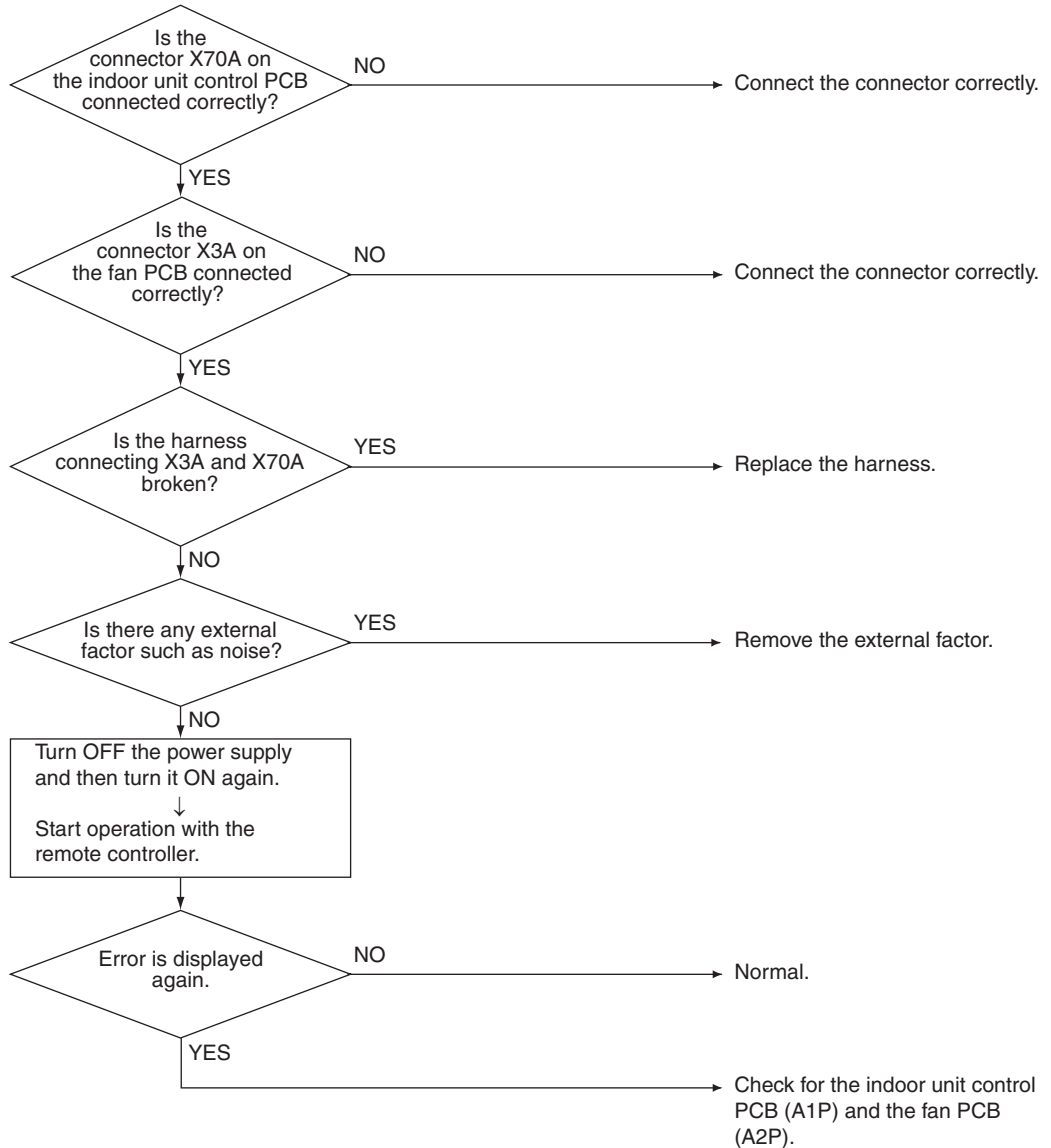 Is the
connector X70A on
the indoor unit control PCB
connected correctly?
NO
Connect the connector correctly.
YES
Is the
connector X3A on
the fan PCB connected
correctly?
NO
Connect the connector correctly.
YES
Is the harness
connecting X3A and X70A
broken?
YES
Replace the harness.
NO
Is there any external
factor such as noise?
YES
Remove the external factor.
NO
Turn OFF the power supply
and then turn it ON again.
↓
Start operation with the
remote controller.
Error is displayed
again.
NO
Normal.
YES
Check for the indoor unit control
PCB (A1P) and the fan PCB
(A2P).